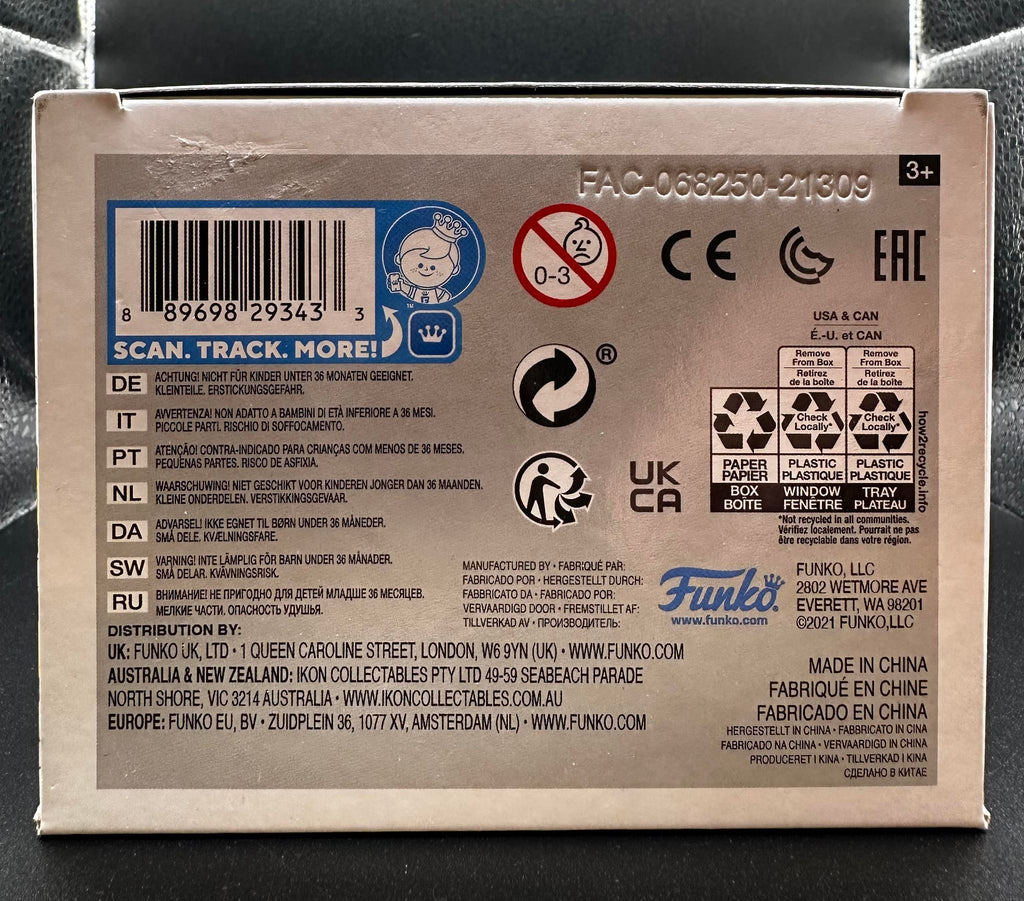 FAC-068250-21309
3+
8 89698 29343 3
™
SCAN. TRACK. MORE!
0-3
CE
EAC
®
UK
CA
USA & CAN
É.-U. et CAN
Remove
From Box
Retirez
de la boîte
Remove
From Box
Retirez
de la boîte
Check
Locally*
Check
Locally*
PAPER
PAPIER
BOX
BOÎTE
PLASTIC
PLASTIQUE
WINDOW
FENÊTRE
PLASTIC
PLASTIQUE
TRAY
PLATEAU
how2recycle.info
*Not recycled in all communities.
Vérifiez localement. Pourrait ne pas
être recyclable dans votre région.
DE ACHTUNG! NICHT FÜR KINDER UNTER 36 MONATEN GEEIGNET.
KLEINTEILE. ERSTICKUNGSGEFAHR.
IT AVVERTENZA! NON ADATTO A BAMBINI DI ETÀ INFERIORE A 36 MESI.
PICCOLE PARTI. RISCHIO DI SOFFOCAMENTO.
PT ATENÇÃO! CONTRA-INDICADO PARA CRIANÇAS COM MENOS DE 36 MESES.
PEQUENAS PARTES. RISCO DE ASFIXIA.
NL WAARSCHUWING! NIET GESCHIKT VOOR KINDEREN JONGER DAN 36 MAANDEN.
KLEINE ONDERDELEN. VERSTIKKINGSGEVAAR.
DA ADVARSEL! IKKE EGNET TIL BØRN UNDER 36 MÅNEDER.
SMÅ DELE. KVÆLNINGSFARE.
SW VARNING! INTE LÄMPLIG FÖR BARN UNDER 36 MÅNADER.
SMÅ DELAR. KVÄVNINGSRISK.
RU ВНИМАНИЕ! НЕ ПРИГОДНО ДЛЯ ДЕТЕЙ МЛАДШЕ 36 МЕСЯЦЕВ.
МЕЛКИЕ ЧАСТИ. ОПАСНОСТЬ УДУШЬЯ.
MANUFACTURED BY • FABRIQUÉ PAR:
FABRICADO POR • HERGESTELLT DURCH:
FABBRICATO DA • FABRICADO POR:
VERVAARDIGD DOOR • FREMSTILLET AF:
TILLVERKAD AV • ПРОИЗВОДИТЕЛЬ:
Funko
www.funko.com
FUNKO, LLC
2802 WETMORE AVE
EVERETT, WA 98201
©2021 FUNKO,LLC
DISTRIBUTION BY:
UK: FUNKO UK, LTD • 1 QUEEN CAROLINE STREET, LONDON, W6 9YN (UK) • WWW.FUNKO.COM
AUSTRALIA & NEW ZEALAND: IKON COLLECTABLES PTY LTD 49-59 SEABEACH PARADE
NORTH SHORE, VIC 3214 AUSTRALIA • WWW.IKONCOLLECTABLES.COM.AU
EUROPE: FUNKO EU, BV • ZUIDPLEIN 36, 1077 XV, AMSTERDAM (NL) • WWW.FUNKO.COM
MADE IN CHINA
FABRIQUÉ EN CHINE
FABRICADO EN CHINA
HERGESTELLT IN CHINA • FABBRICATO IN CINA
FABRICADO NA CHINA • VERVAARDIGD IN CHINA
PRODUCERET I KINA • TILLVERKAD I KINA
СДЕЛАНО В КИТАЕ